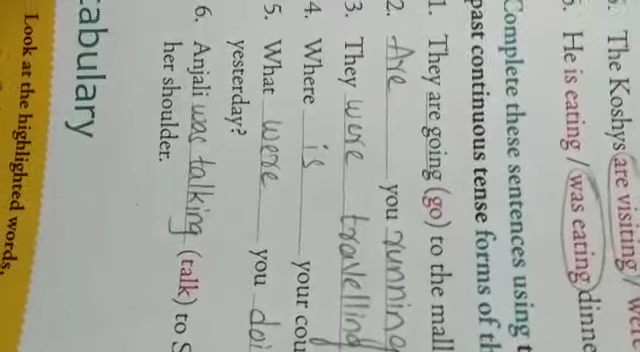 The Koshys are visiting / were
He is eating / was eating dinne
Complete these sentences using t
past continuous tense forms of th
1. They are going (go) to the mall
2. Are you running
3. They were travelling
4. Where is your cou
5. What were you doi
yesterday?
6. Anjali was talking (talk) to S
her shoulder.
cabulary
Look at the highlighted words.